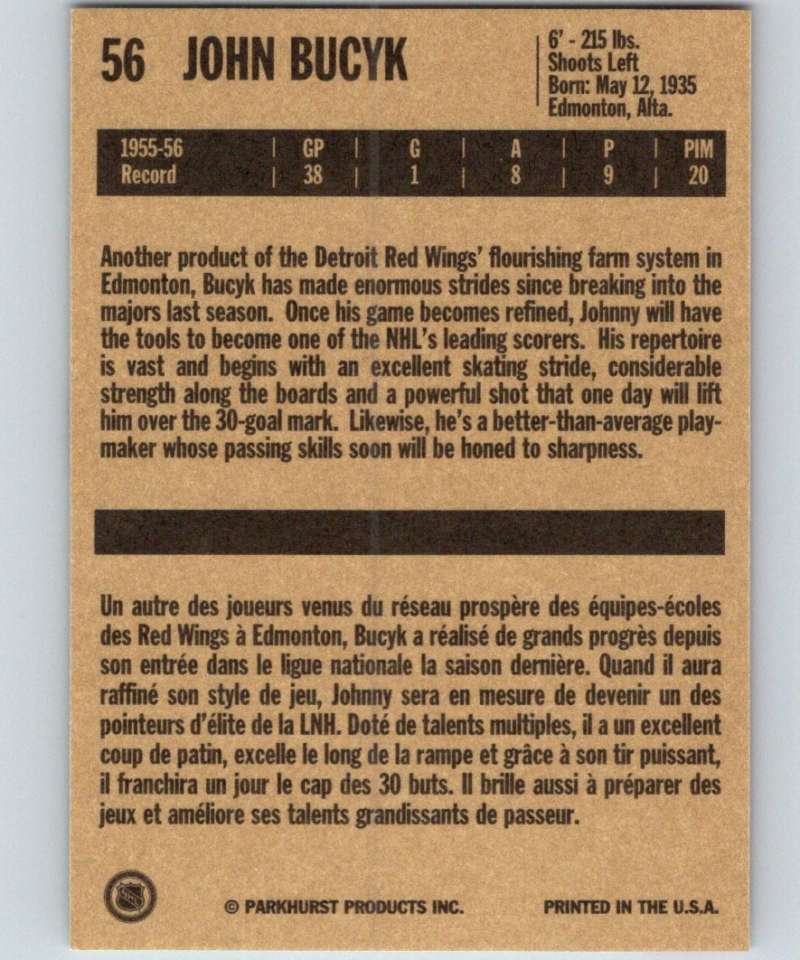 56 JOHN BUCYK
6' - 215 lbs.
Shoots Left
Born: May 12, 1935
Edmonton, Alta.
1955-56 | GP | G | A | P | PIM
Record | 38 | 1 | 8 | 9 | 20
Another product of the Detroit Red Wings' flourishing farm system in
Edmonton, Bucyk has made enormous strides since breaking into the
majors last season. Once his game becomes refined, Johnny will have
the tools to become one of the NHL's leading scorers. His repertoire
is vast and begins with an excellent skating stride, considerable
strength along the boards and a powerful shot that one day will lift
him over the 30-goal mark. Likewise, he's a better-than-average play-
maker whose passing skills soon will be honed to sharpness.
Un autre des joueurs venus du réseau prospère des équipes-écoles
des Red Wings à Edmonton, Bucyk a réalisé de grands progrès depuis
son entrée dans le ligue nationale la saison dernière. Quand il aura
raffiné son style de jeu, Johnny sera en mesure de devenir un des
pointeurs d'élite de la LNH. Doté de talents multiples, il a un excellent
coup de patin, excelle le long de la rampe et grâce à son tir puissant,
il franchira un jour le cap des 30 buts. Il brille aussi à préparer des
jeux et améliore ses talents grandissants de passeur.
© PARKHURST PRODUCTS INC. PRINTED IN THE U.S.A.